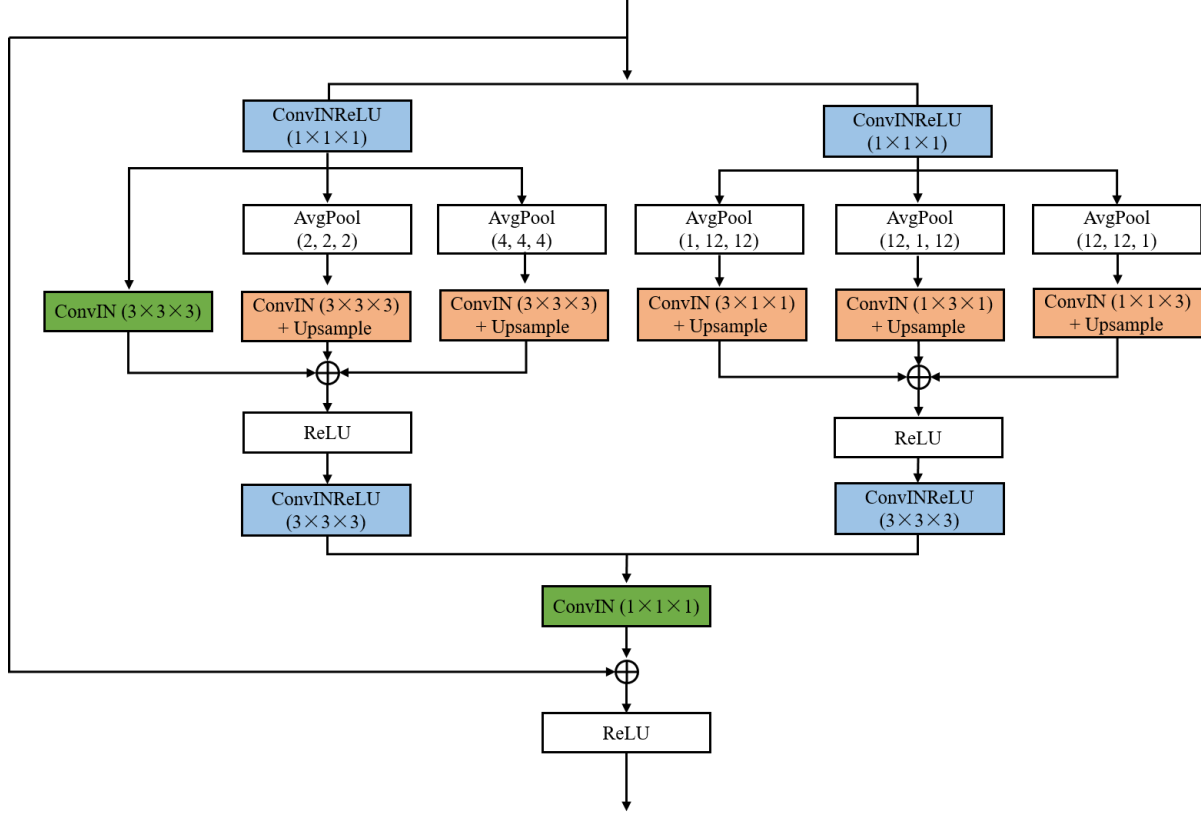 ConvINReLU
(1×1×1)
ConvINReLU
(1×1×1)
AvgPool
(2, 2, 2)
AvgPool
(4, 4, 4)
AvgPool
(1, 12, 12)
AvgPool
(12, 1, 12)
AvgPool
(12, 12, 1)
ConvIN (3×3×3)
ConvIN (3×3×3)
+ Upsample
ConvIN (3×3×3)
+ Upsample
ConvIN (3×1×1)
+ Upsample
ConvIN (1×3×1)
+ Upsample
ConvIN (1×1×3)
+ Upsample
ReLU
ReLU
ConvINReLU
(3×3×3)
ConvINReLU
(3×3×3)
ConvIN (1×1×1)
ReLU